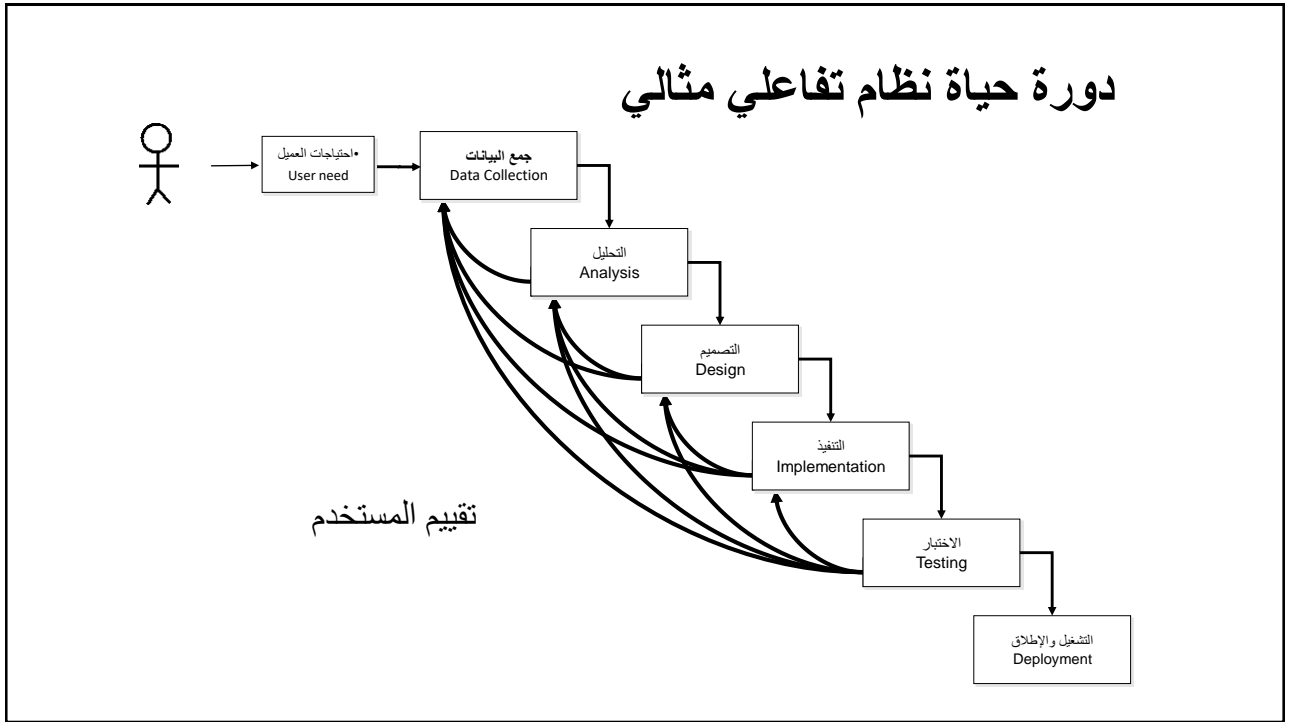 دورة حياة نظام تفاعلي مثالي
•احتياجات العميل
User need
جمع البيانات
Data Collection
التحليل
Analysis
التصميم
Design
التنفيذ
Implementation
تقييم المستخدم
الاختبار
Testing
التشغيل والإطلاق
Deployment